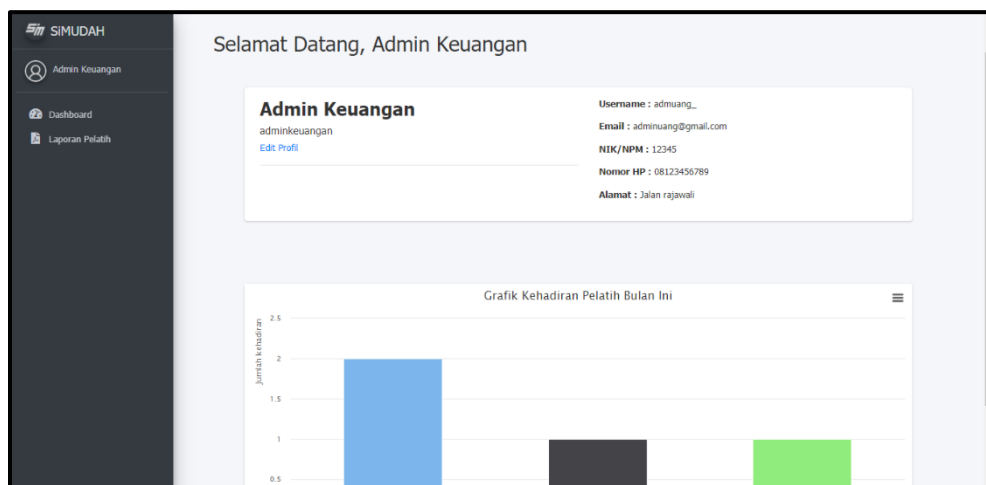 Sm SiMUDAH
Admin Keuangan
Dashboard
Laporan Pelatih
Selamat Datang, Admin Keuangan
Admin Keuangan
adminkeuangan
Edit Profil
Username : admuang_
Email : adminuang@gmail.com
NIK/NPM : 12345
Nomor HP : 08123456789
Alamat : Jalan rajawali
Grafik Kehadiran Pelatih Bulan Ini
Jumlah kehadiran
2.5
2
1.5
1
0.5